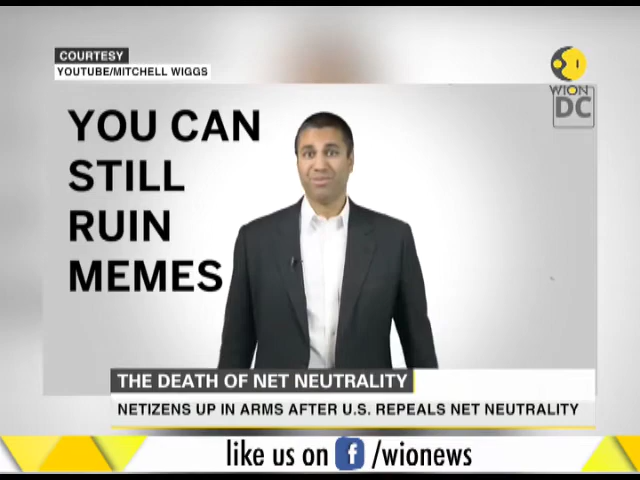 COURTESY
YOUTUBE/MITCHELL WIGGS
WION
DC
YOU CAN
STILL
RUIN
MEMES
THE DEATH OF NET NEUTRALITY
NETIZENS UP IN ARMS AFTER U.S. REPEALS NET NEUTRALITY
like us on f /wionews